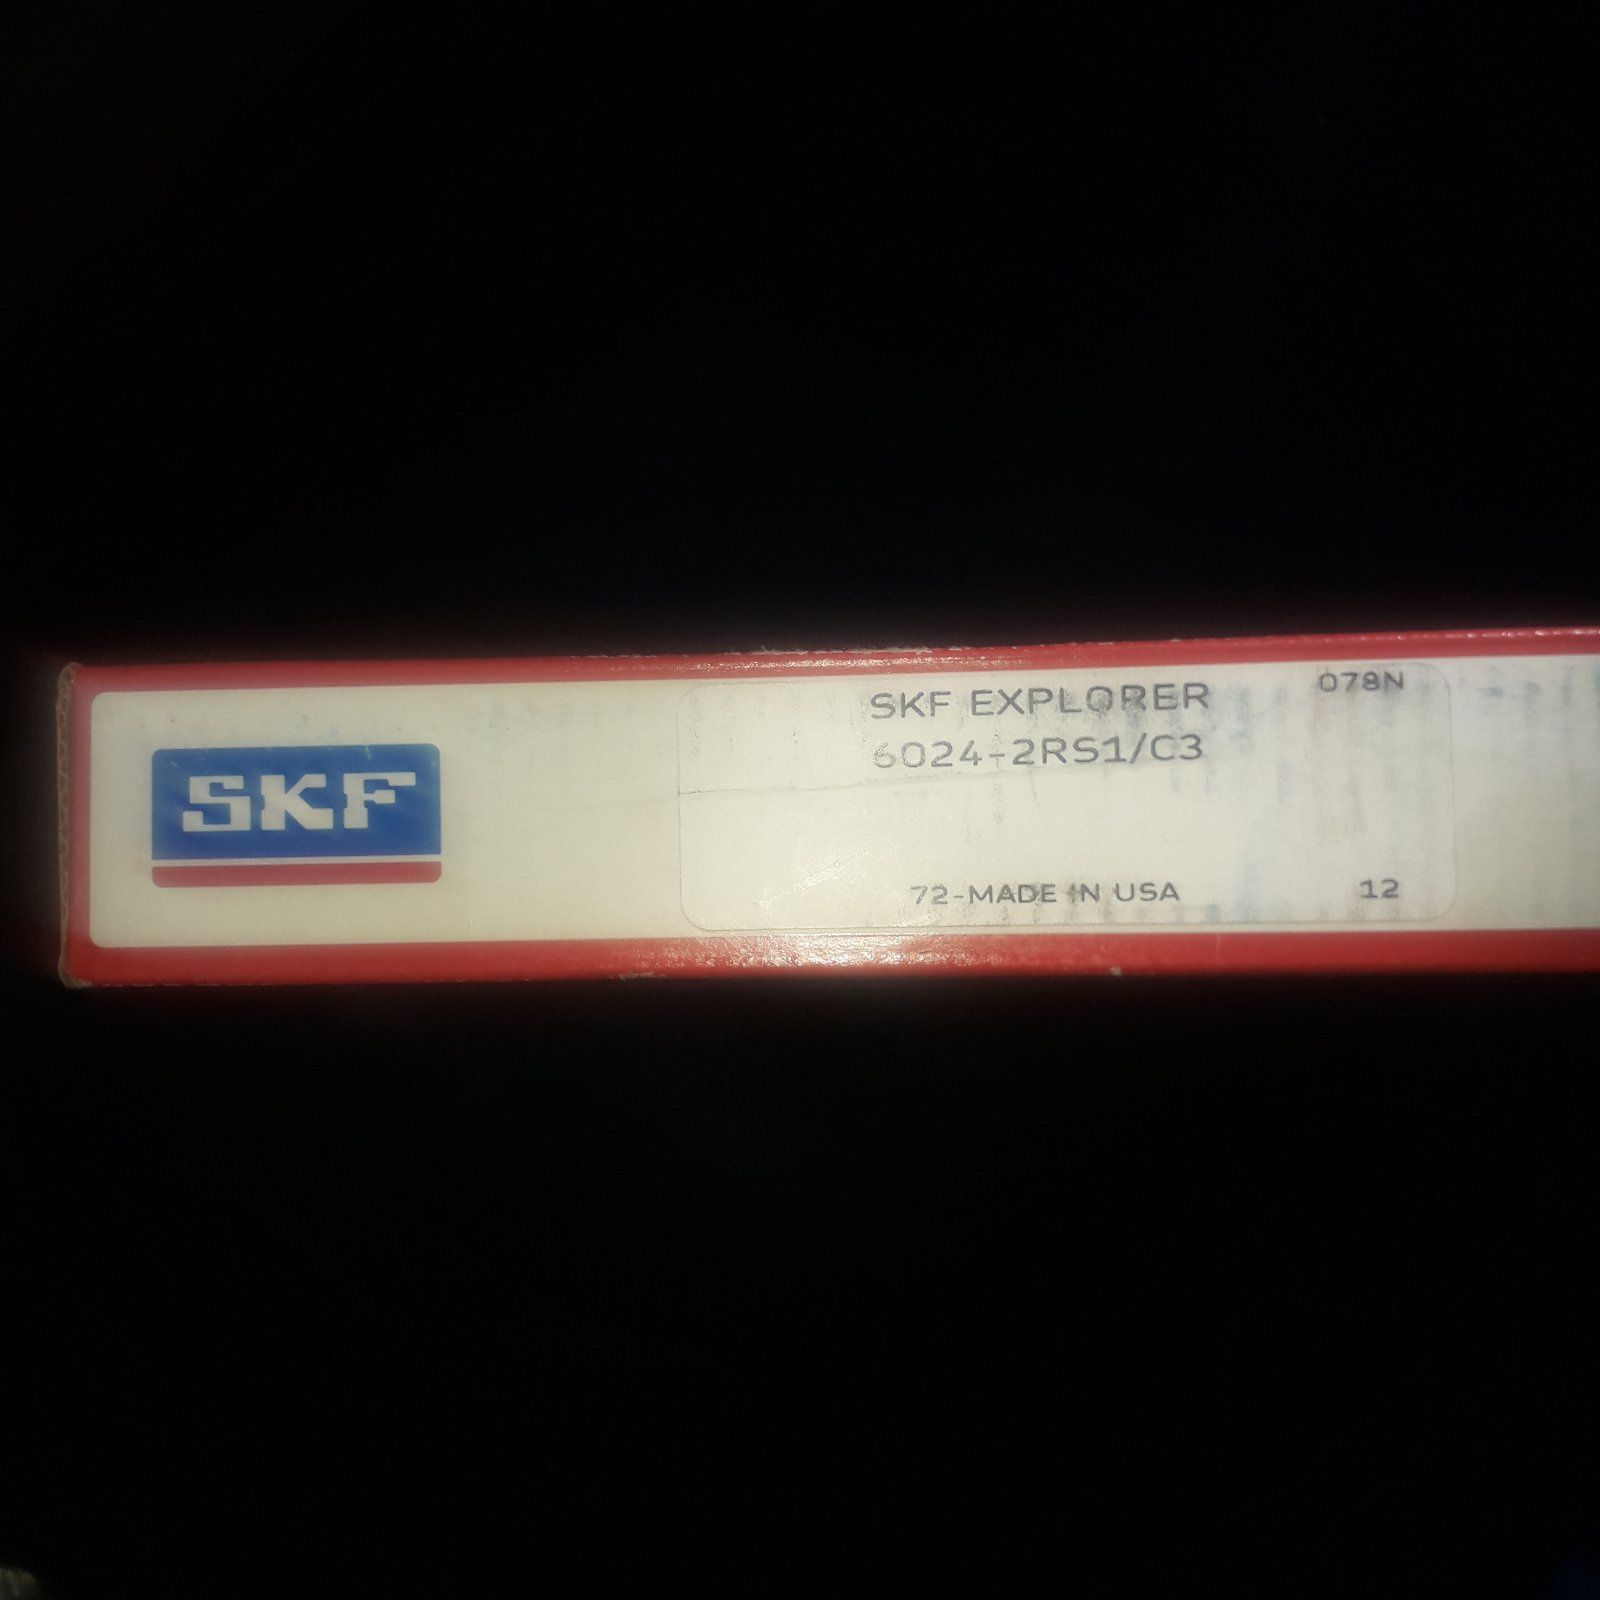 SKF
SKF EXPLORER
078N
6024-2RS1/C3
72-MADE IN USA
12